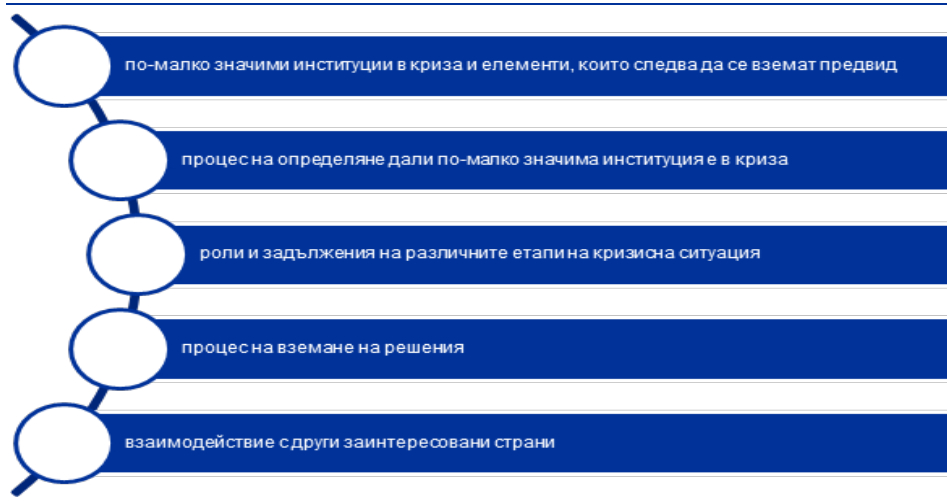 по-малко значими институции в криза и елементи, които следва да се вземат предвид
процес на определяне дали по-малко значима институция е в криза
роли и задължения на различните етапи на кризисна ситуация
процес на вземане на решения
взаимодействие с други заинтересовани страни